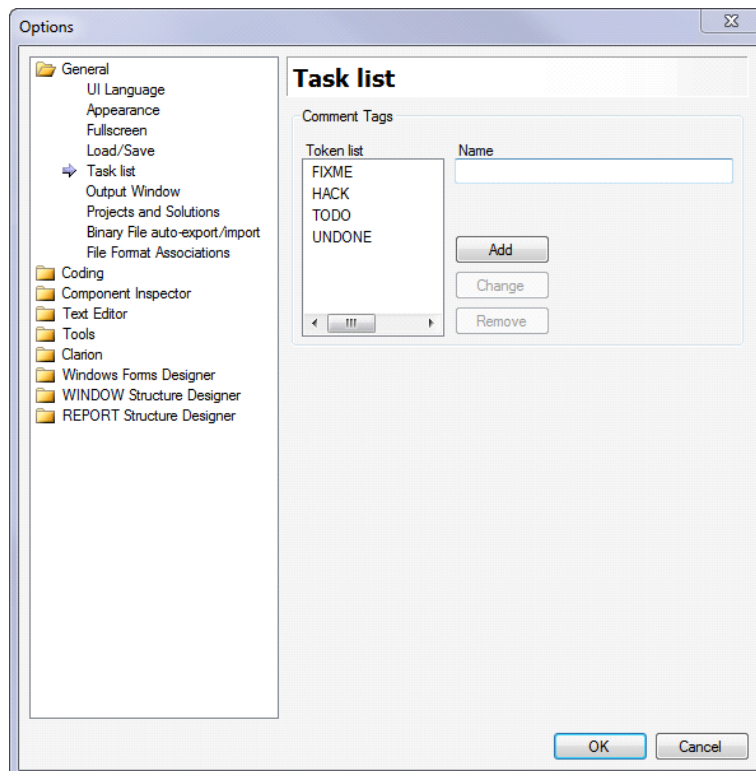 Options
General
UI Language
Appearance
Fullscreen
Load/Save
Task list
Output Window
Projects and Solutions
Binary File auto-export/import
File Format Associations
Coding
Component Inspector
Text Editor
Tools
Clarion
Windows Forms Designer
WINDOW Structure Designer
REPORT Structure Designer
Task list
Comment Tags
Token list
Name
FIXME
HACK
TODO
UNDONE
Add
Change
Remove
OK
Cancel